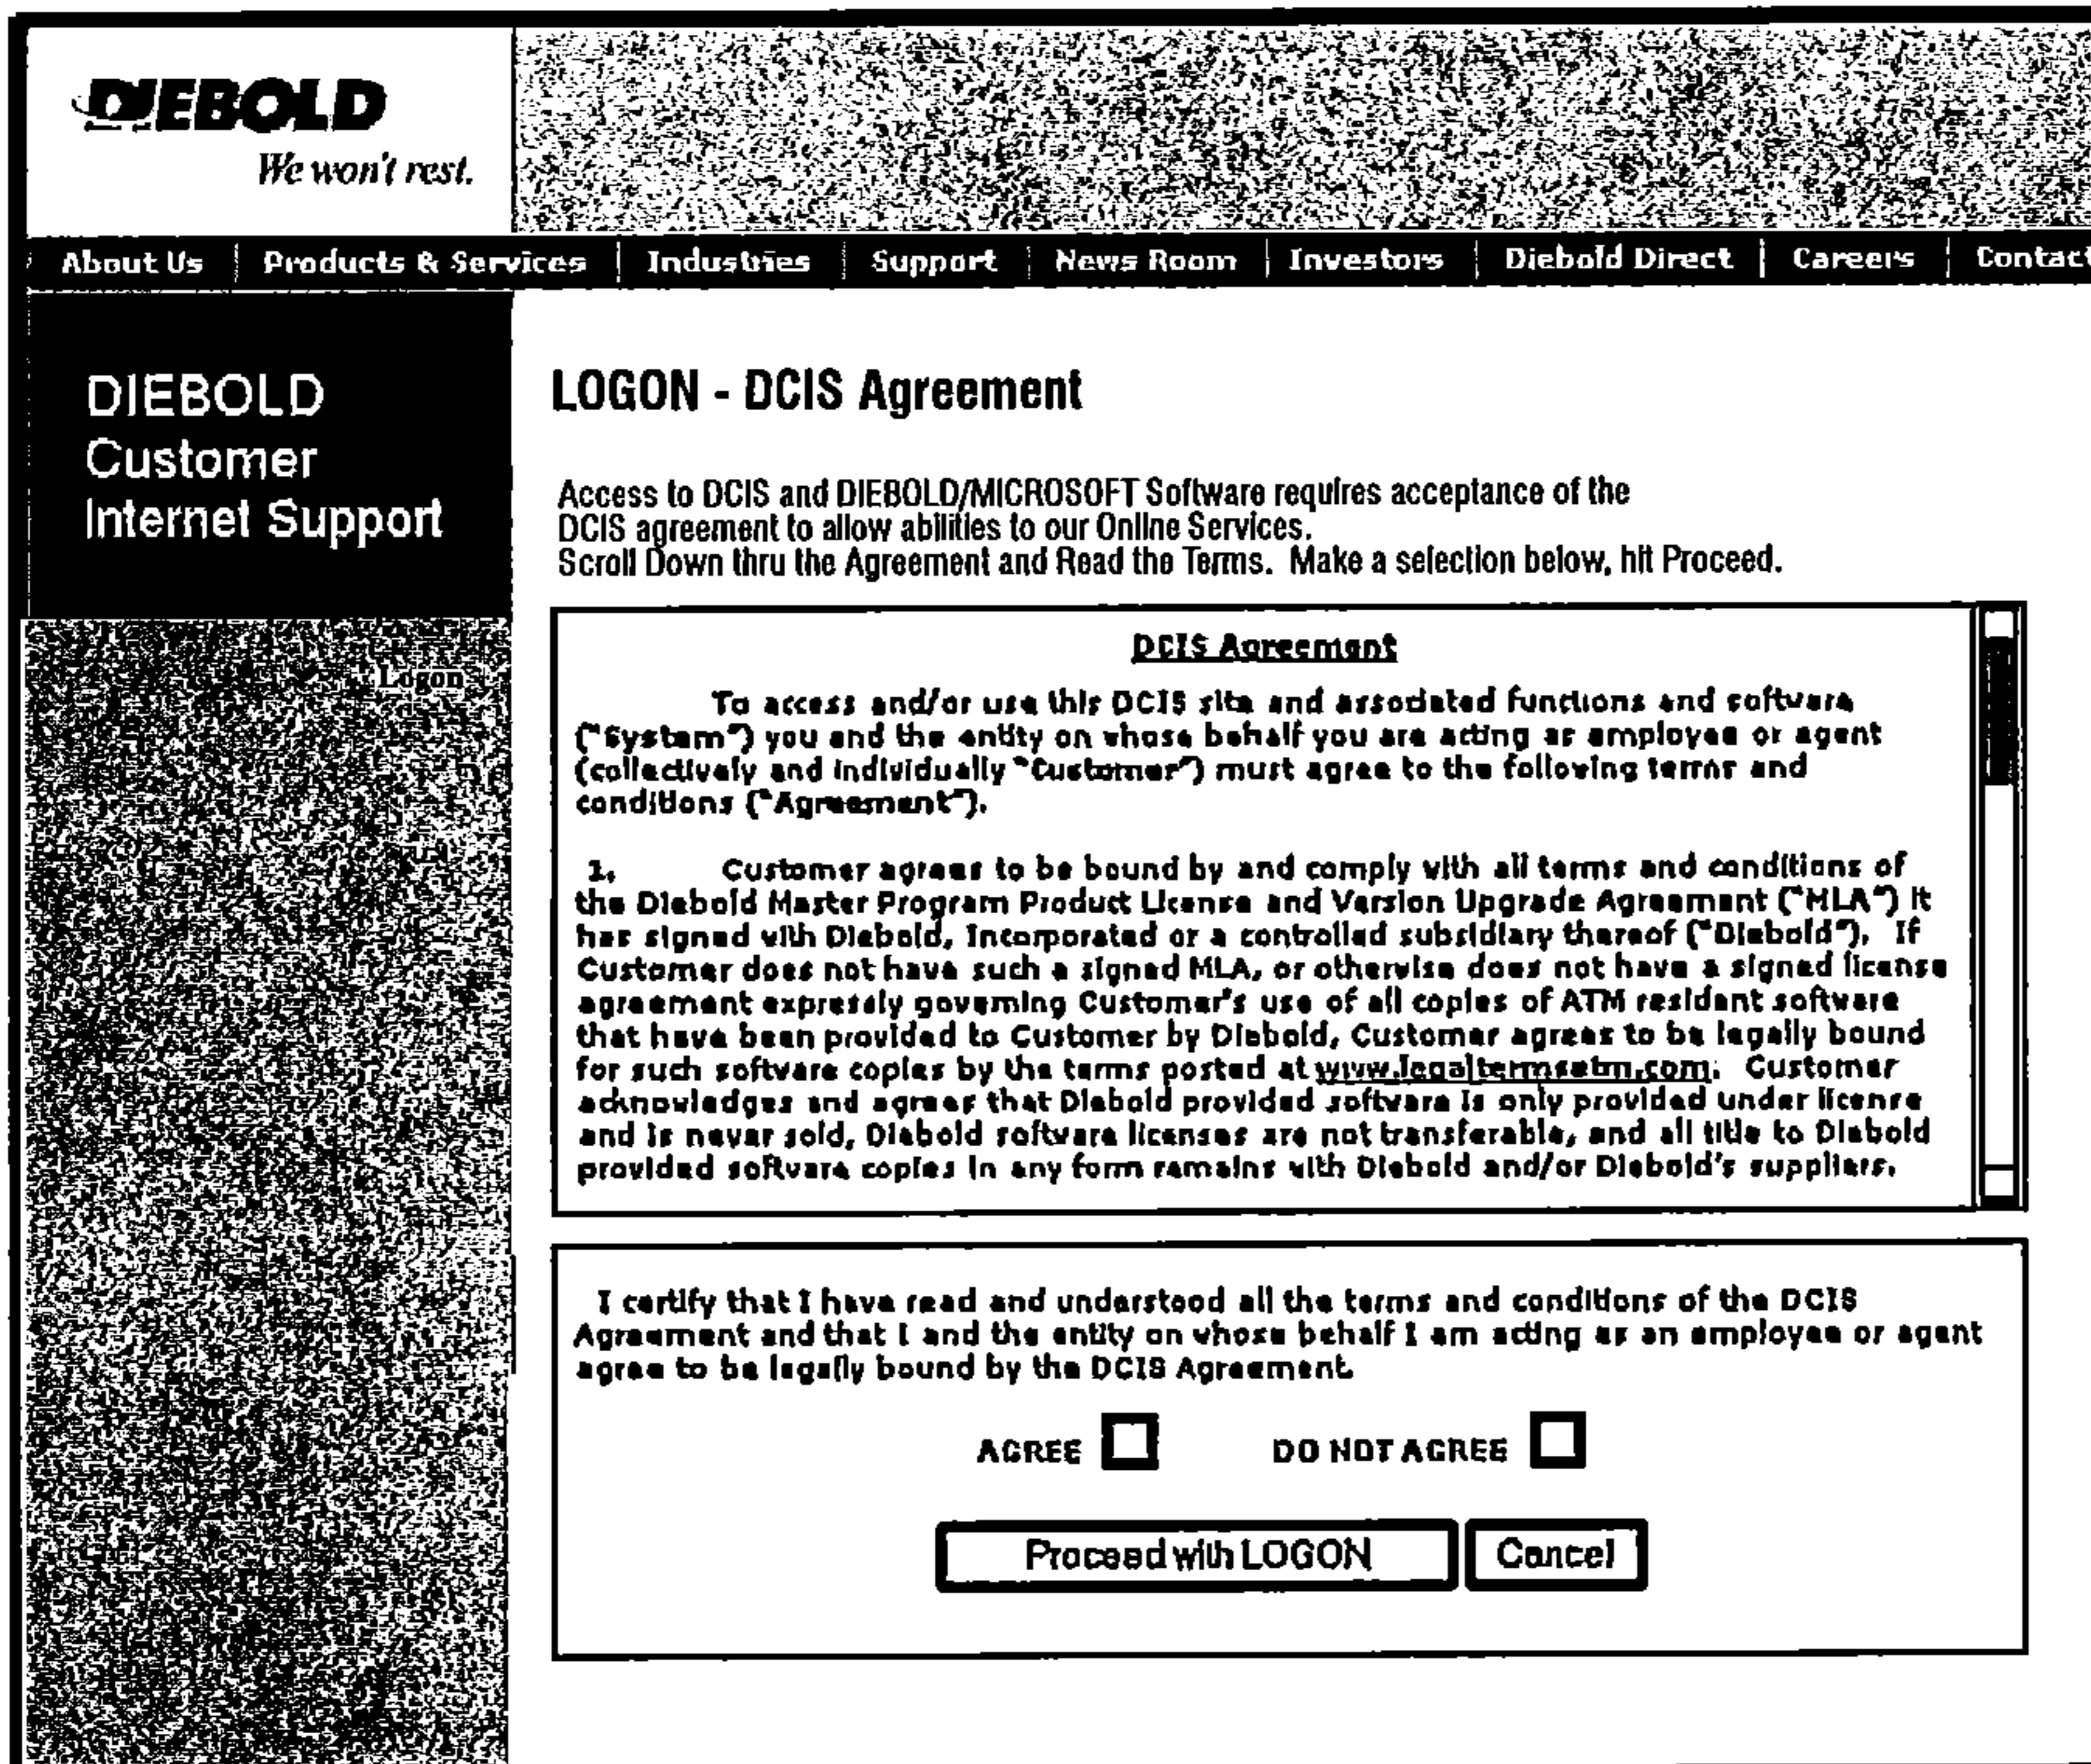 DIEBOLD
We won't rest.
About Us | Products & Services | Industries | Support | News Room | Investors | Diebold Direct | Careers | Contact
DIEBOLD
Customer
Internet Support
Logon
LOGON - DCIS Agreement
Access to DCIS and DIEBOLD/MICROSOFT Software requires acceptance of the
DCIS agreement to allow abilities to our Online Services.
Scroll Down thru the Agreement and Read the Terms. Make a selection below, hit Proceed.
DCIS Agreement
To access and/or use this DCIS site and associated functions and software
("System") you and the entity on whose behalf you are acting as employee or agent
(collectively and individually "Customer") must agree to the following terms and
conditions ("Agreement").
1. Customer agrees to be bound by and comply with all terms and conditions of
the Diebold Master Program Product License and Version Upgrade Agreement ("MLA") it
has signed with Diebold, Incorporated or a controlled subsidiary thereof ("Diebold"). If
Customer does not have such a signed MLA, or otherwise does not have a signed license
agreement expressly governing Customer's use of all copies of ATM resident software
that have been provided to Customer by Diebold, Customer agrees to be legally bound
for such software copies by the terms posted at www.legaltermsatm.com. Customer
acknowledges and agrees that Diebold provided software is only provided under license
and is never sold, Diebold software licenses are not transferable, and all title to Diebold
provided software copies in any form remains with Diebold and/or Diebold's suppliers.
I certify that I have read and understood all the terms and conditions of the DCIS
Agreement and that I and the entity on whose behalf I am acting as an employee or agent
agree to be legally bound by the DCIS Agreement.
AGREE DO NOT AGREE
Proceed with LOGON Cancel